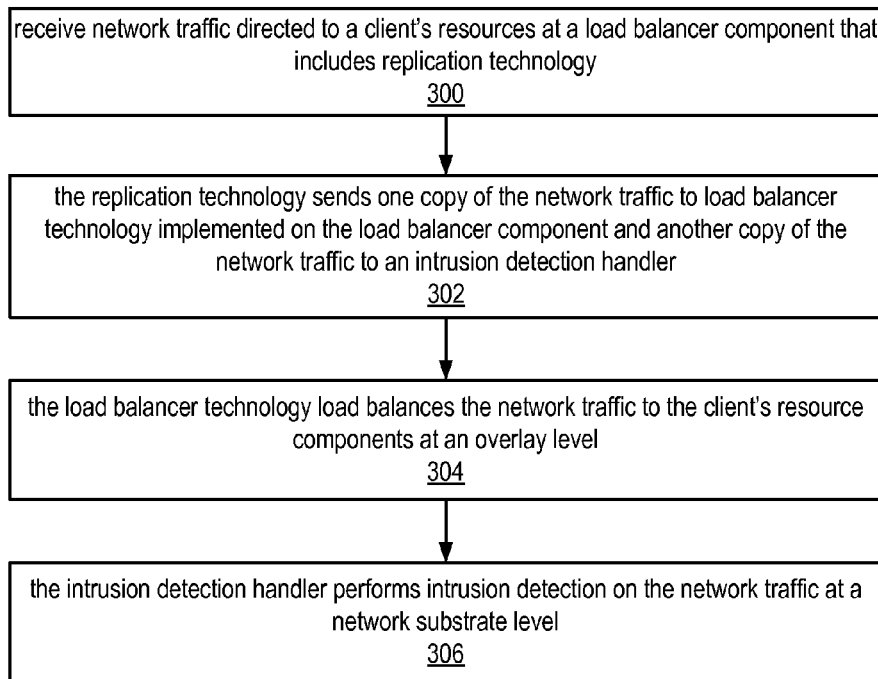 receive network traffic directed to a client's resources at a load balancer component that
includes replication technology
300
the replication technology sends one copy of the network traffic to load balancer
technology implemented on the load balancer component and another copy of the
network traffic to an intrusion detection handler
302
the load balancer technology load balances the network traffic to the client's resource
components at an overlay level
304
the intrusion detection handler performs intrusion detection on the network traffic at a
network substrate level
306